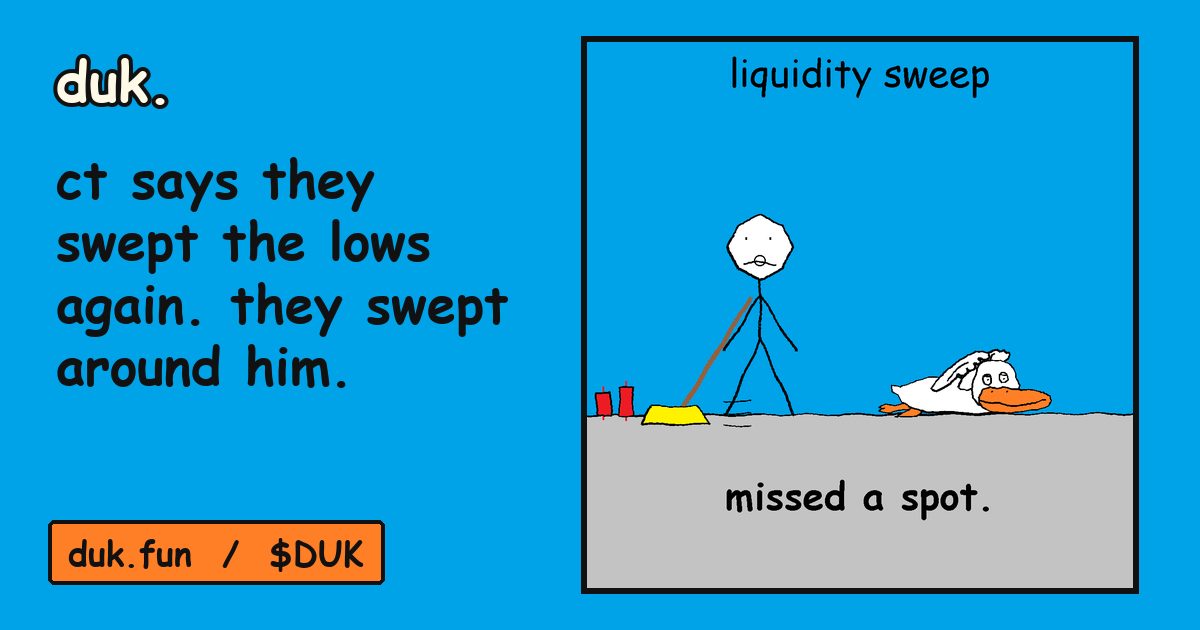 duk.
ct says they
swept the lows
again. they swept
around him.
duk.fun / $DUK
liquidity sweep
missed a spot.